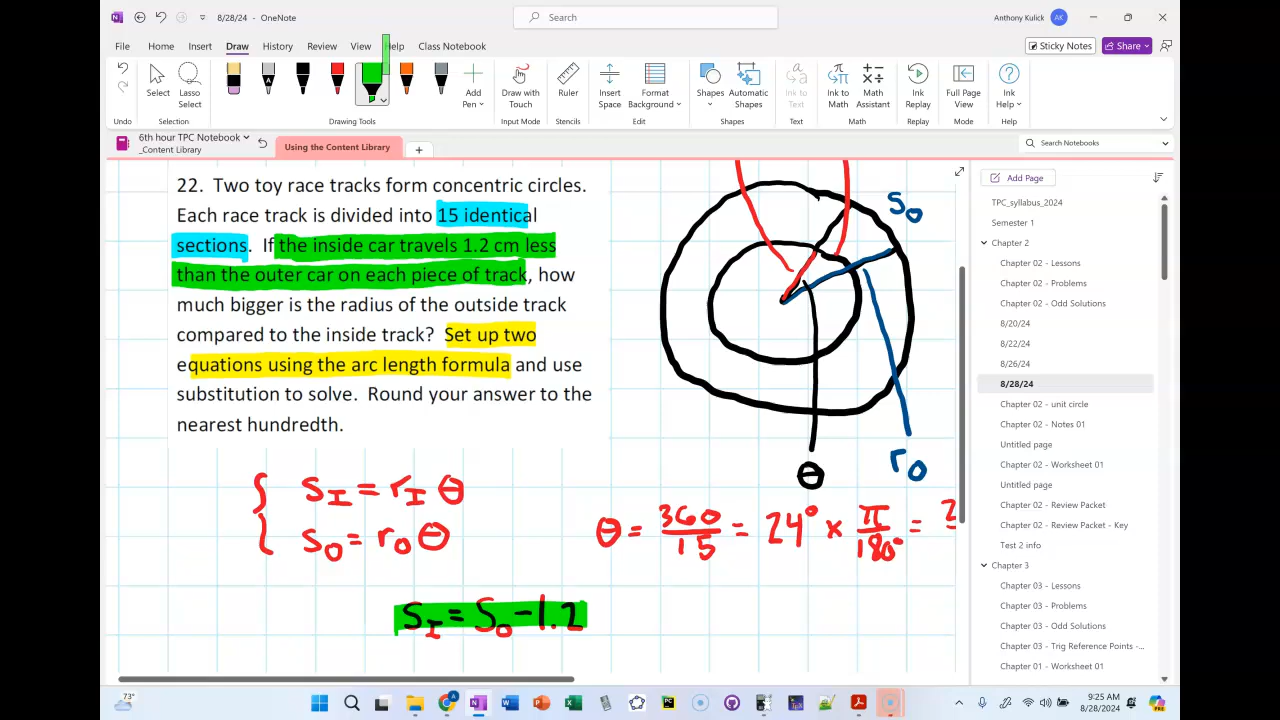 8/28/24 - OneNote
Search
Anthony Kulick
AK
File Home Insert Draw History Review View Help Class Notebook
Sticky Notes
Share
Undo
Select
Lasso Select
Selection
Add Pen
Drawing Tools
Draw with Touch
Input Mode
Ruler
Stencils
Insert Space
Format Background
Edit
Shapes
Automatic Shapes
Shapes
Ink to Text
Text
Ink to Math
Math Assistant
Math
Ink Replay
Replay
Full Page View
Mode
Ink Help
Help
6th hour TPC Notebook
_Content Library
Using the Content Library
Search Notebooks
22. Two toy race tracks form concentric circles.
Each race track is divided into 15 identical
sections. If the inside car travels 1.2 cm less
than the outer car on each piece of track, how
much bigger is the radius of the outside track
compared to the inside track? Set up two
equations using the arc length formula and use
substitution to solve. Round your answer to the
nearest hundredth.
S_O
r_O
θ
S_I = r_I θ
S_O = r_O θ
θ = 360/15 = 24° × π/180° = 2
S_I = S_O - 1.2
Add Page
TPC_syllabus_2024
Semester 1
Chapter 2
Chapter 02 - Lessons
Chapter 02 - Problems
Chapter 02 - Odd Solutions
8/20/24
8/22/24
8/26/24
8/28/24
Chapter 02 - unit circle
Chapter 02 - Notes 01
Untitled page
Chapter 02 - Worksheet 01
Untitled page
Chapter 02 - Review Packet
Chapter 02 - Review Packet - Key
Test 2 info
Chapter 3
Chapter 03 - Lessons
Chapter 03 - Problems
Chapter 03 - Odd Solutions
Chapter 03 - Trig Reference Points - ...
Chapter 01 - Worksheet 01
73°
9:25 AM
8/28/2024